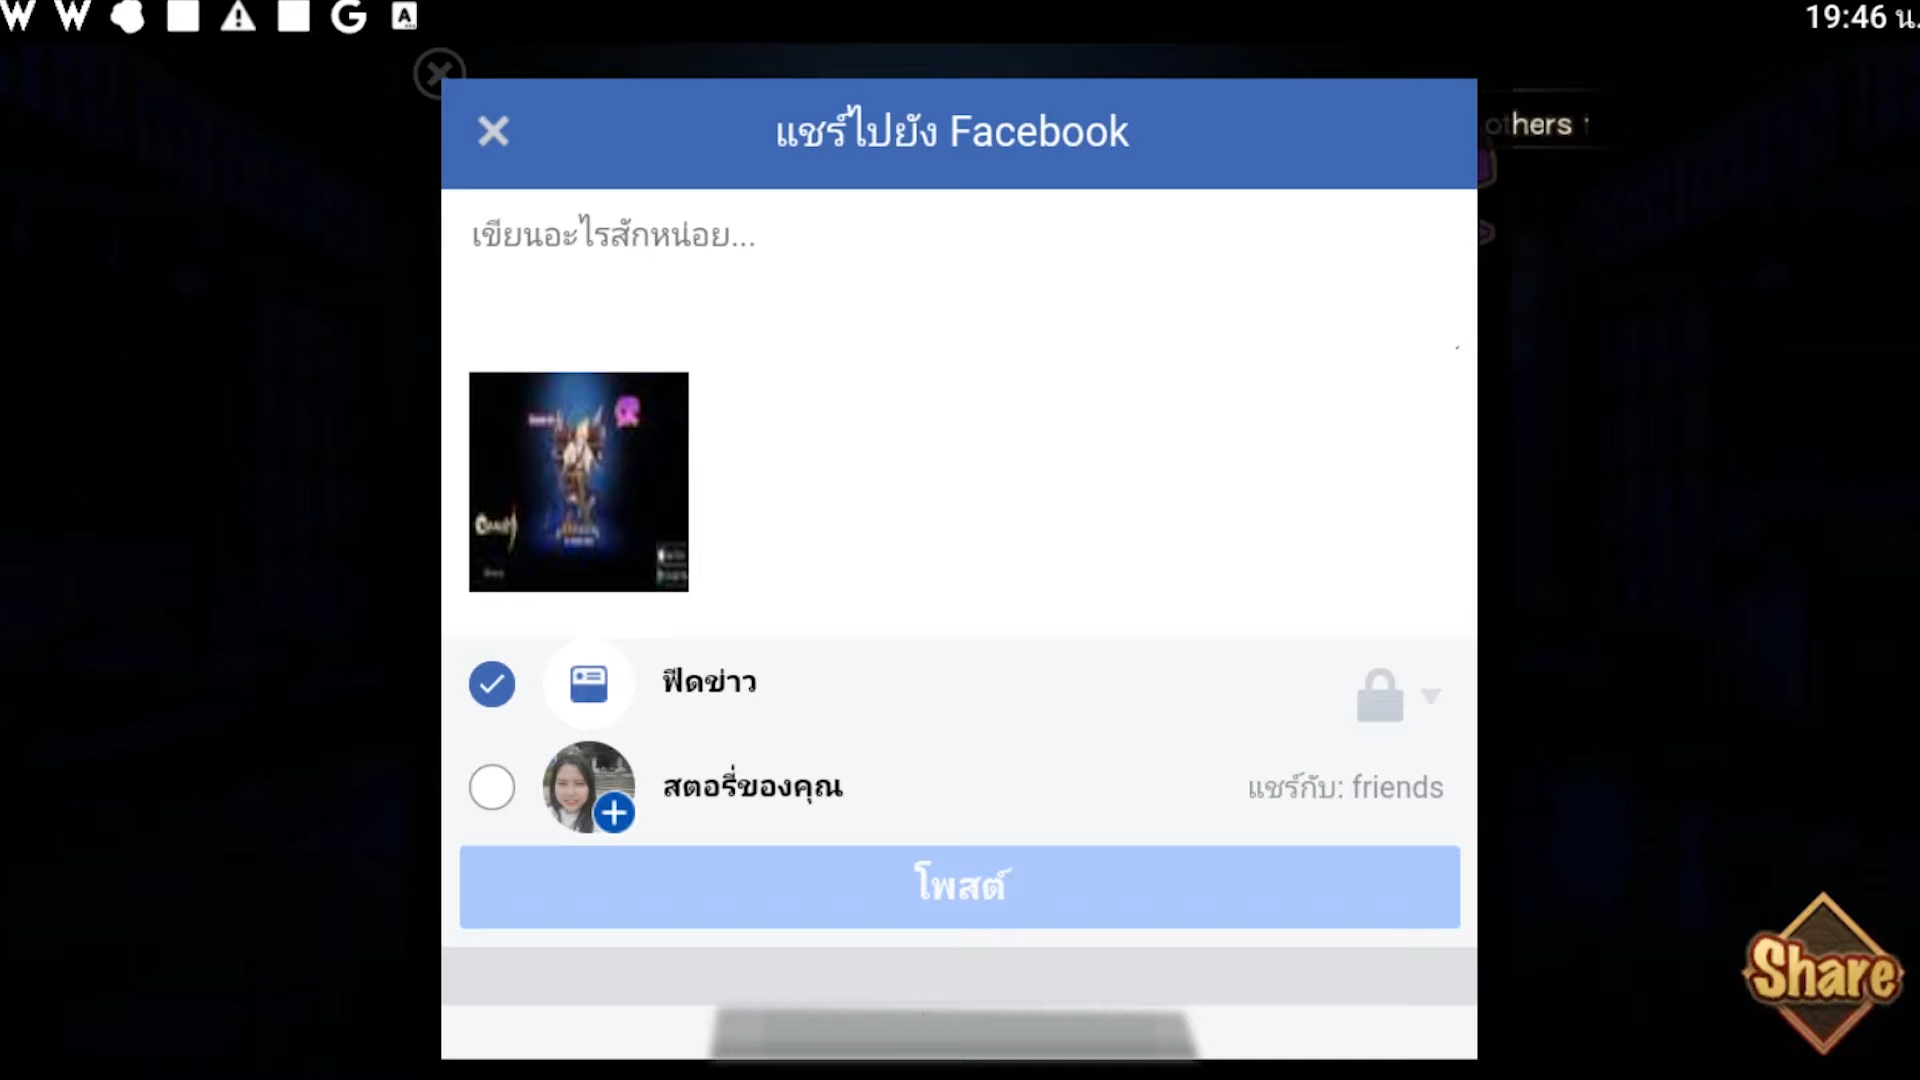 19:46 น.
แชร์ไปยัง Facebook
others
เขียนอะไรสักหน่อย...
ฟีดข่าว
สตอรี่ของคุณ
แชร์กับ: friends
โพสต์
Share